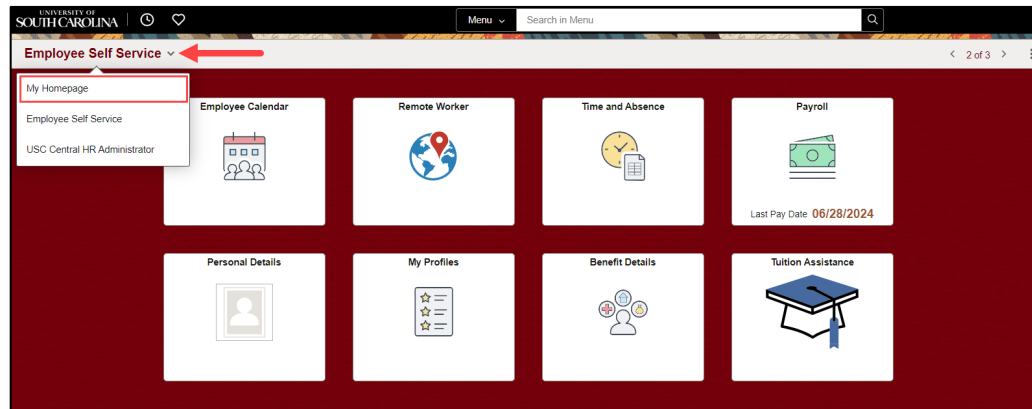 UNIVERSITY OF
SOUTH CAROLINA
Menu
Search in Menu
Employee Self Service
2 of 3
My Homepage
Employee Self Service
USC Central HR Administrator
Employee Calendar
Remote Worker
Time and Absence
Payroll
Last Pay Date 06/28/2024
Personal Details
My Profiles
Benefit Details
Tuition Assistance